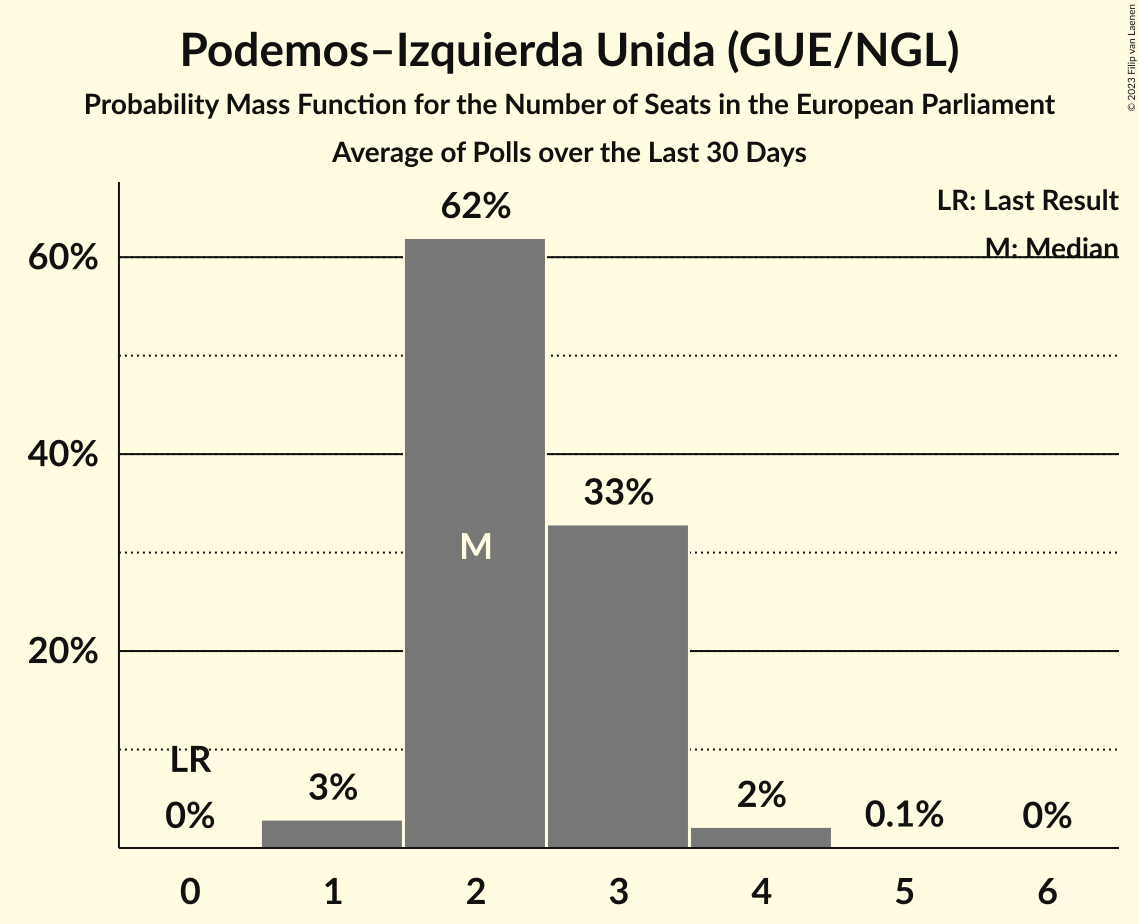 Podemos–Izquierda Unida (GUE/NGL)
Probability Mass Function for the Number of Seats in the European Parliament
Average of Polls over the Last 30 Days
© 2023 Filip van Laenen
LR: Last Result
M: Median
62%
60%
40%
33%
M
20%
LR
0%
3%
2%
0.1%
0%
0 1 2 3 4 5 6